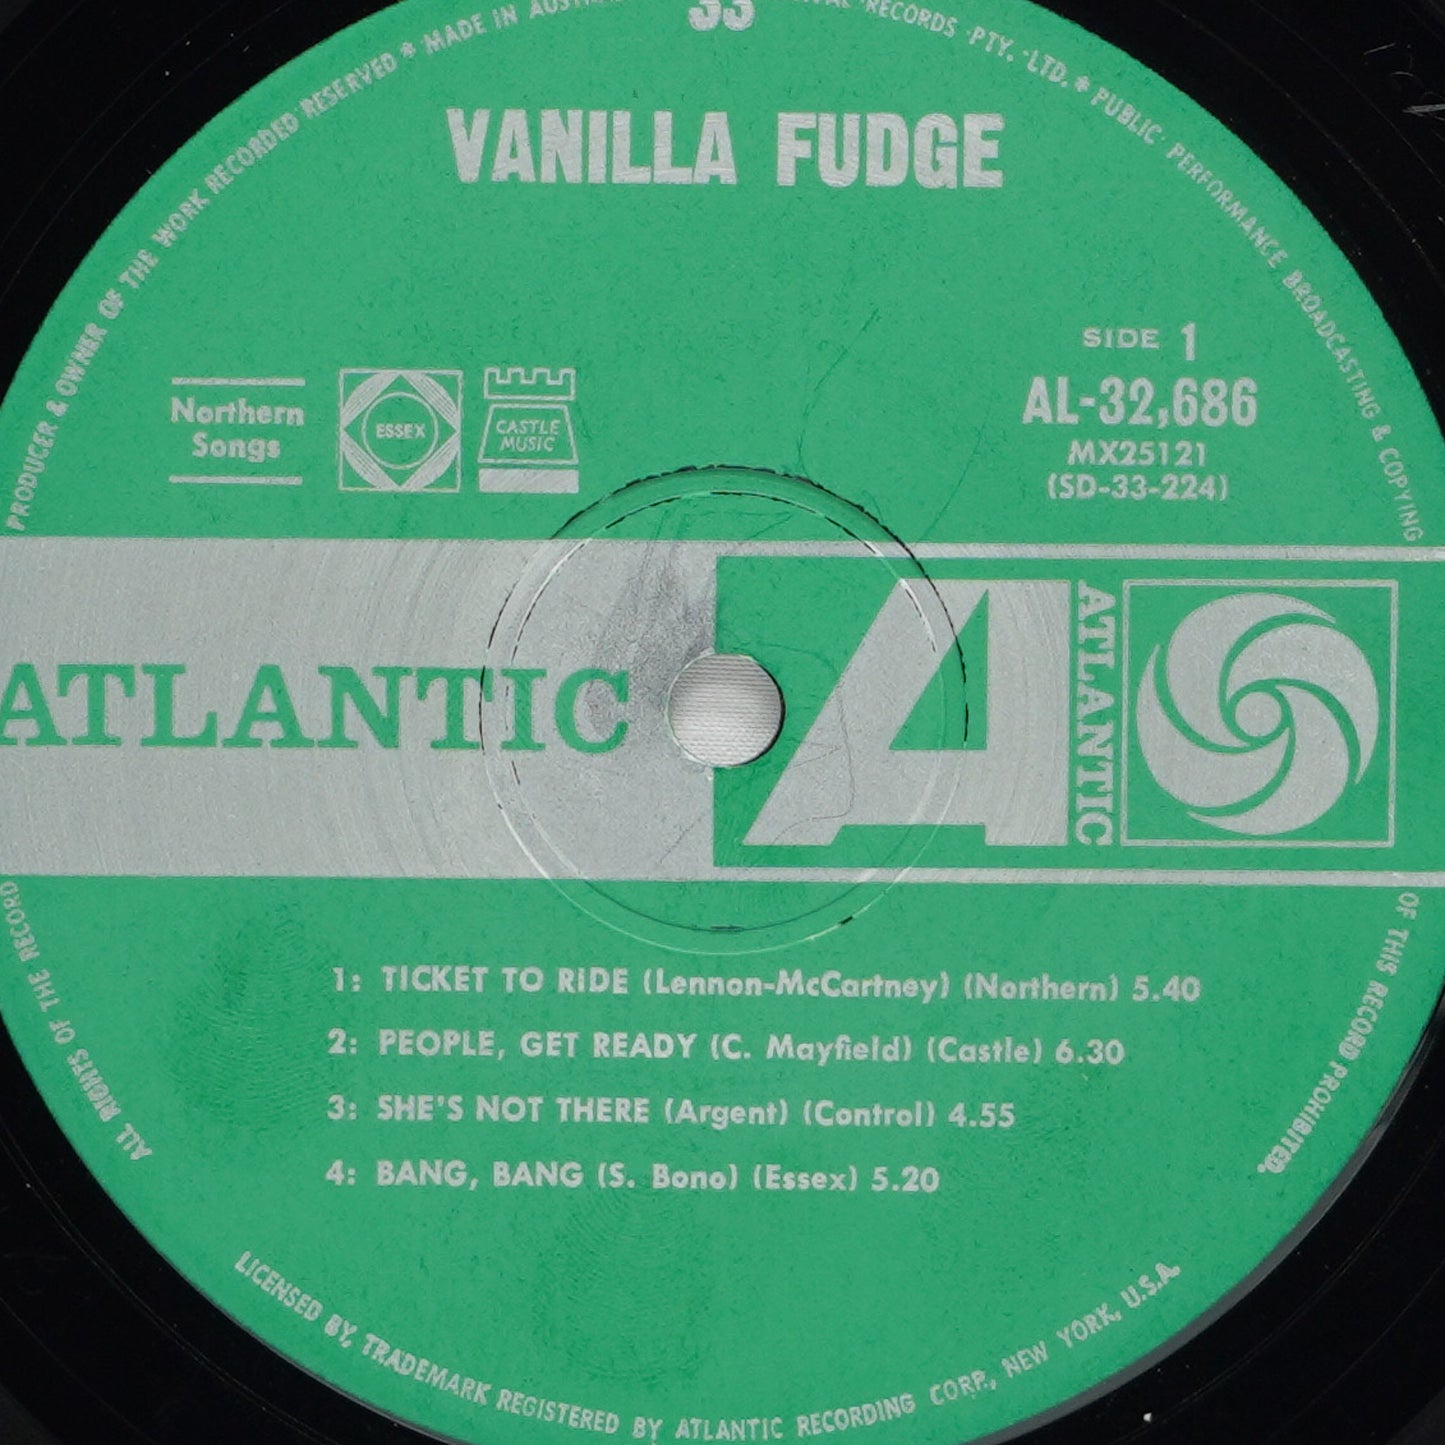 33
VANILLA FUDGE
PRODUCER & OWNER OF THE WORK RECORDED RESERVED * MADE IN
RECORDS PTY. LTD. * PUBLIC PERFORMANCE BROADCASTING & COPYING
SIDE 1
AL-32,686
MX25121
(SD-33-224)
Northern
Songs
ESSEX
CASTLE
MUSIC
ATLANTIC
A
ATLANTIC
1: TICKET TO RIDE (Lennon-McCartney) (Northern) 5.40
2: PEOPLE, GET READY (C. Mayfield) (Castle) 6.30
3: SHE'S NOT THERE (Argent) (Control) 4.55
4: BANG, BANG (S. Bono) (Essex) 5.20
ALL RIGHTS OF THE RECORD
OF THIS RECORD PROHIBITED.
LICENSED BY, TRADEMARK REGISTERED BY ATLANTIC RECORDING CORP., NEW YORK, U.S.A.